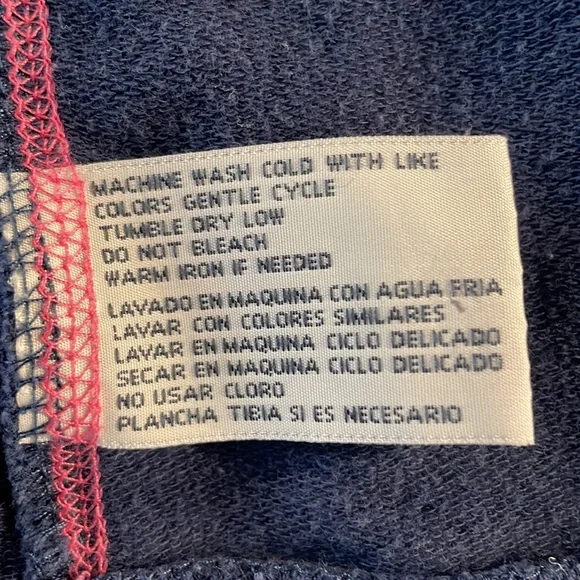 MACHINE WASH COLD WITH LIKE
COLORS GENTLE CYCLE
TUMBLE DRY LOW
DO NOT BLEACH
WARM IRON IF NEEDED
LAVADO EN MAQUINA CON AGUA FRIA
LAVAR CON COLORES SIMILARES
LAVAR EN MAQUINA CICLO DELICADO
SECAR EN MAQUINA CICLO DELICADO
NO USAR CLORO
PLANCHA TIBIA SI ES NECESARIO